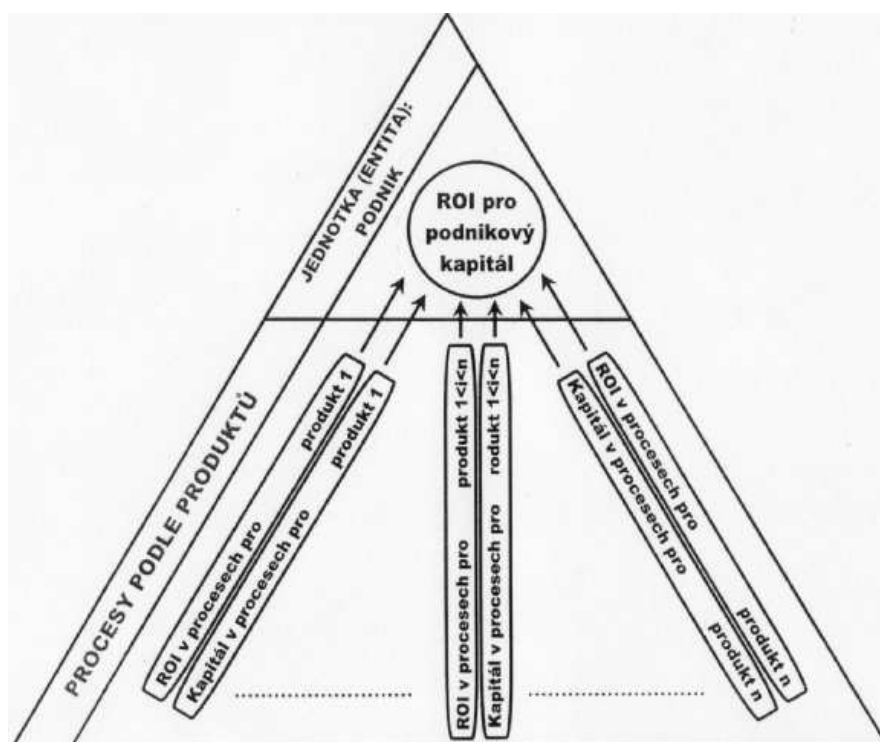 JEDNOTKA (ENTITA):
PODNIK
ROI pro
podnikový
kapitál
PROCESY PODLE PRODUKTŮ
ROI v procesech pro produkt 1
Kapitál v procesech pro produkt 1
ROI v procesech pro produkt 1<i<n
Kapitál v procesech pro rodukt 1<i<n
ROI v procesech pro produkt n
Kapitál v procesech pro produkt n